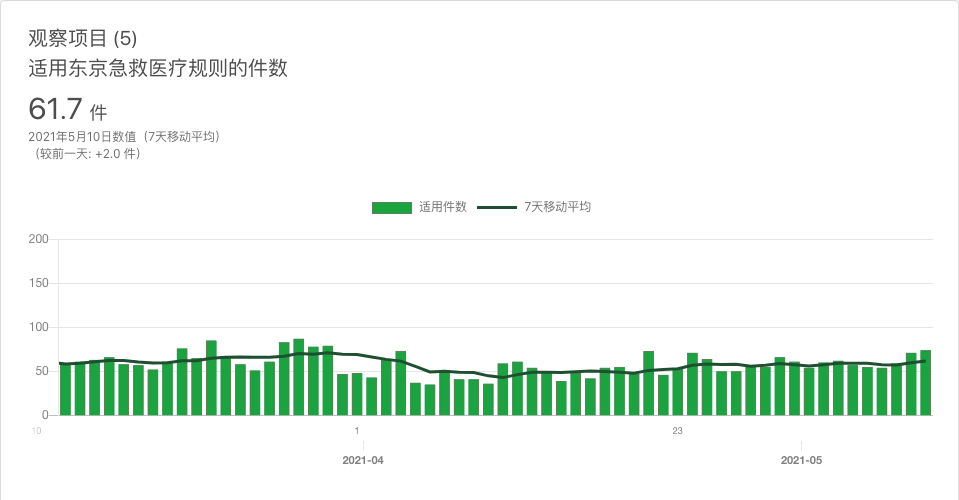 观察项目 (5)
适用东京急救医疗规则的件数
61.7 件
2021年5月10日数值（7天移动平均）
（较前一天: +2.0 件）
适用件数 7天移动平均
200
150
100
50
0
10 1 23
2021-04 2021-05